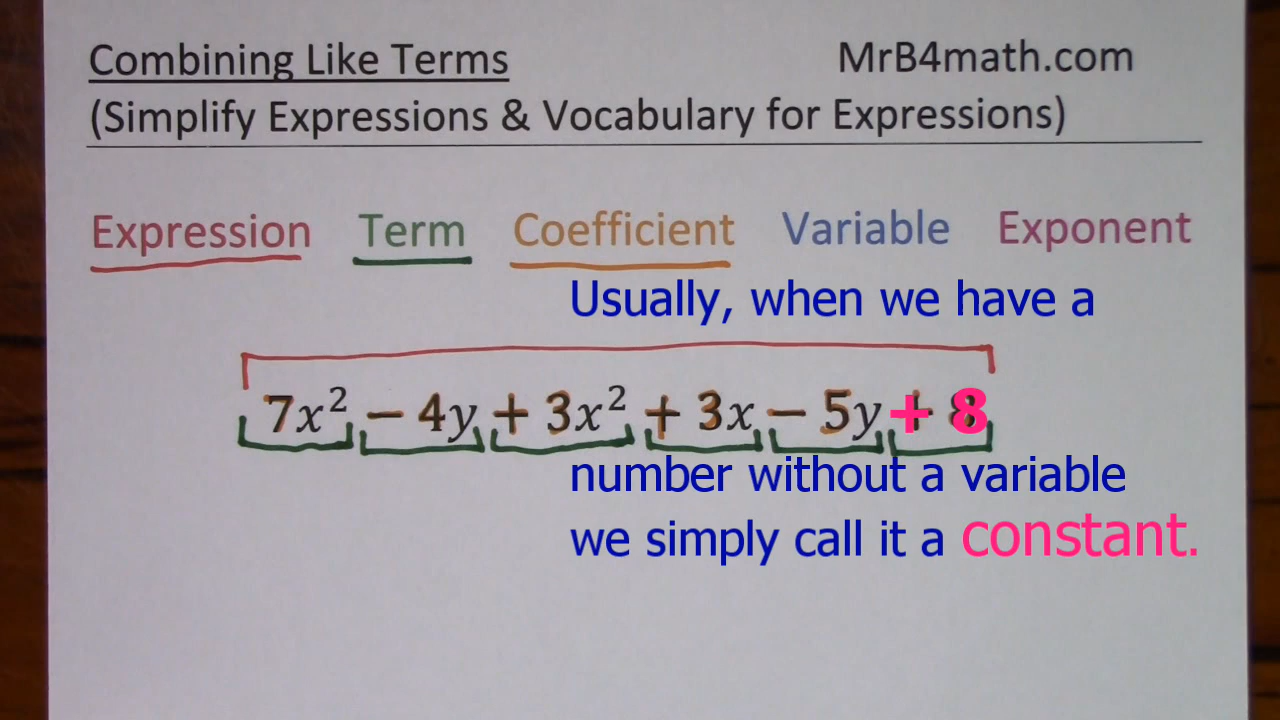 Combining Like Terms MrB4math.com
(Simplify Expressions & Vocabulary for Expressions)
Expression Term Coefficient Variable Exponent
Usually, when we have a
7x² − 4y + 3x² + 3x − 5y + 8
number without a variable
we simply call it a constant.